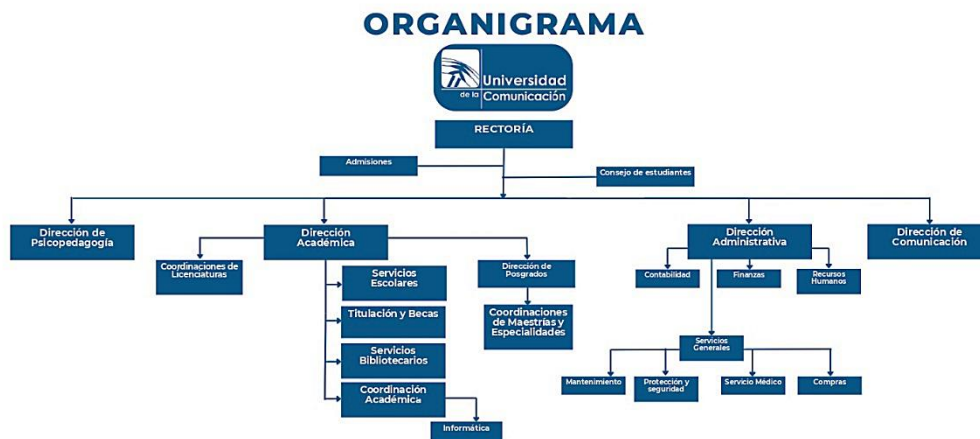 ORGANIGRAMA
Universidad
de la Comunicación
RECTORÍA
Admisiones
Consejo de estudiantes
Dirección de
Psicopedagogía
Dirección
Académica
Dirección
Administrativa
Dirección de
Comunicación
Coordinaciones de
Licenciaturas
Servicios
Escolares
Dirección de
Posgrados
Contabilidad
Finanzas
Recursos
Humanos
Titulación y Becas
Coordinaciones
de Maestrías y
Especialidades
Servicios
Bibliotecarios
Servicios
Generales
Coordinación
Académica
Mantenimiento
Protección y
seguridad
Servicio Médico
Compras
Informática